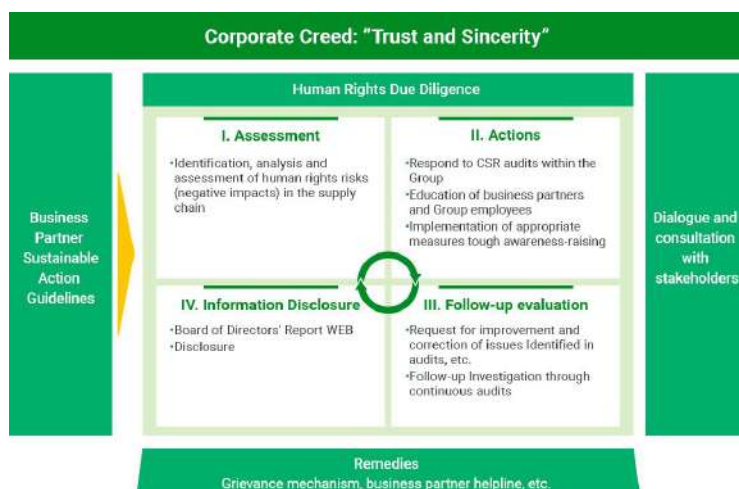 Corporate Creed: “Trust and Sincerity”
Business
Partner
Sustainable
Action
Guidelines
Human Rights Due Diligence
I. Assessment
•Identification, analysis and
assessment of human rights risks
(negative impacts) in the supply
chain
II. Actions
•Respond to CSR audits within the
Group
•Education of business partners
and Group employees
•Implementation of appropriate
measures tough awareness-raising
IV. Information Disclosure
•Board of Directors' Report WEB
•Disclosure
III. Follow-up evaluation
•Request for improvement and
correction of issues Identified in
audits, etc.
•Follow-up Investigation through
continuous audits
Dialogue and
consultation
with
stakeholders
Remedies
Grievance mechanism, business partner helpline, etc.